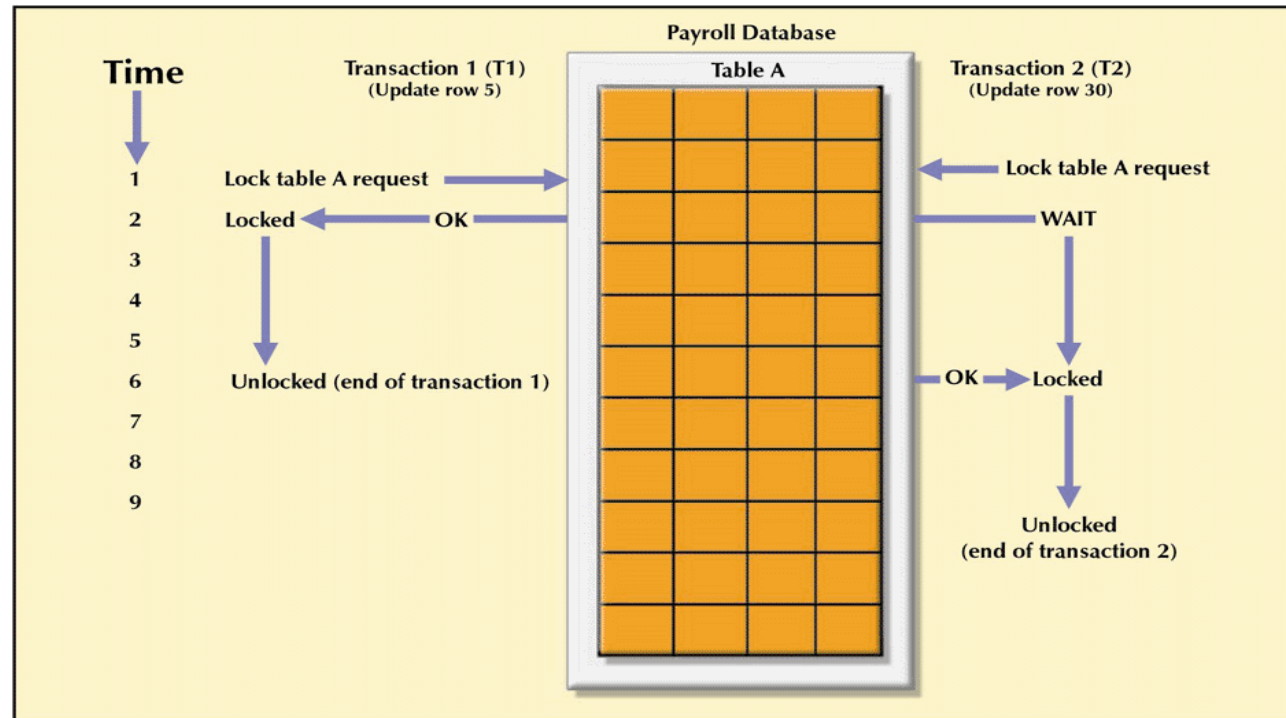 Payroll Database
Time
Transaction 1 (T1)
(Update row 5)
Table A
Transaction 2 (T2)
(Update row 30)
1
Lock table A request
Lock table A request
2
Locked
OK
WAIT
3
4
5
6
Unlocked (end of transaction 1)
OK
Locked
7
8
9
Unlocked
(end of transaction 2)